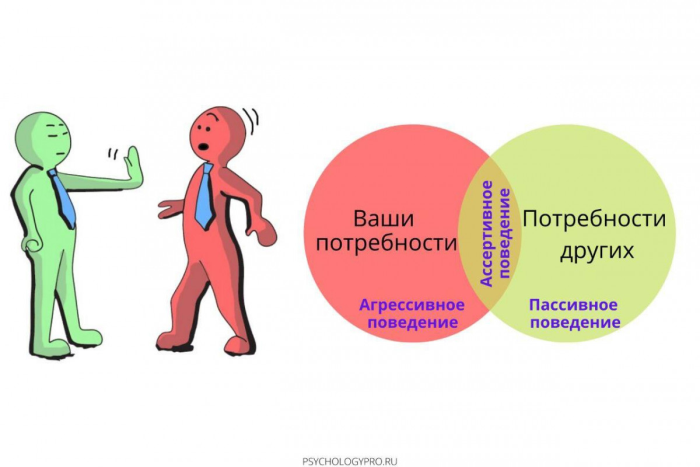 Ваши
потребности
Агрессивное
поведение
Ассертивное
поведение
Потребности
других
Пассивное
поведение
PSYCHOLOGYPRO.RU